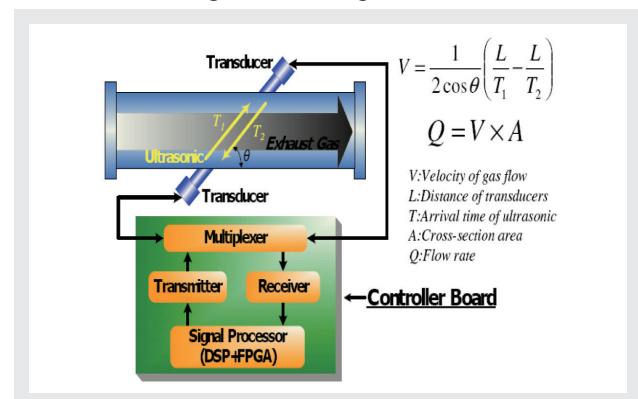 Transducer
T1
T2
Exhaust Gas
Ultrasonic
θ
Transducer
V = 1/(2cosθ) (L/T1 − L/T2)
Q = V × A
V:Velocity of gas flow
L:Distance of transducers
T:Arrival time of ultrasonic
A:Cross-section area
Q:Flow rate
Multiplexer
Transmitter
Receiver
Signal Processor
(DSP+FPGA)
Controller Board